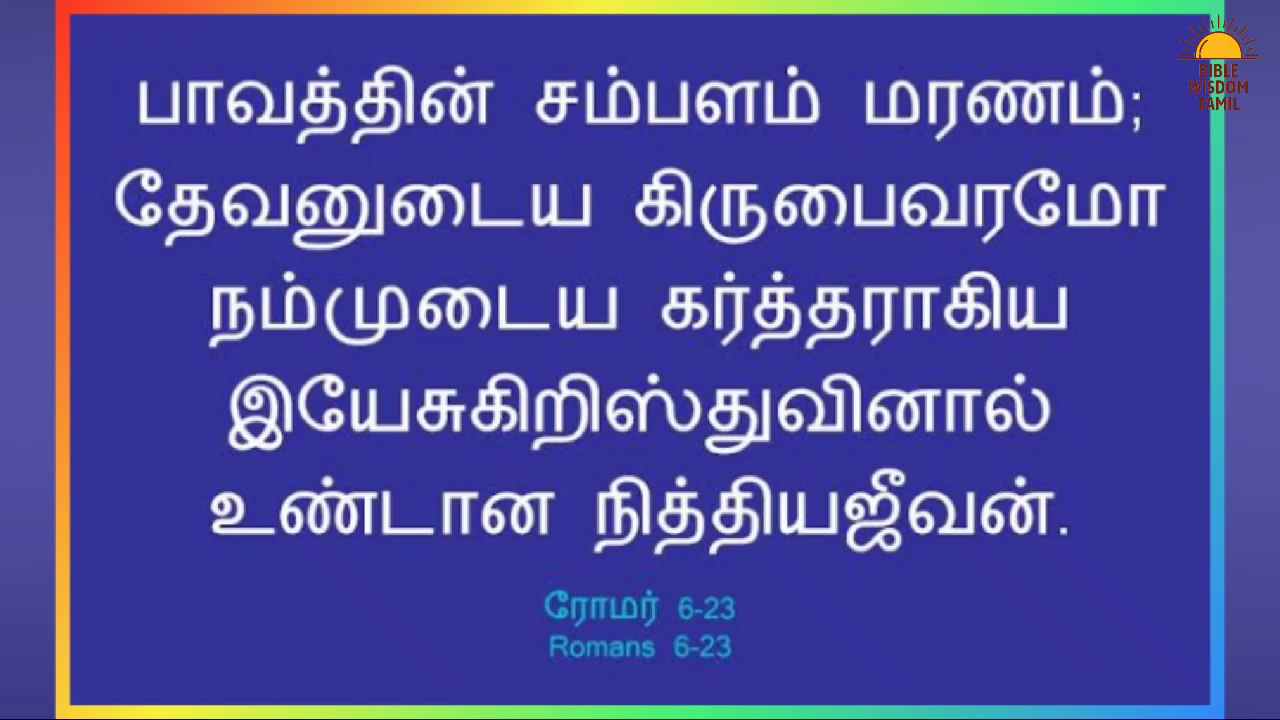 பாவத்தின் சம்பளம் மரணம்;
தேவனுடைய கிருபைவரமோ
நம்முடைய கர்த்தராகிய
இயேசுகிறிஸ்துவினால்
உண்டான நித்தியஜீவன்.
ரோமர் 6-23
Romans 6-23
BIBLE
WISDOM
TAMIL